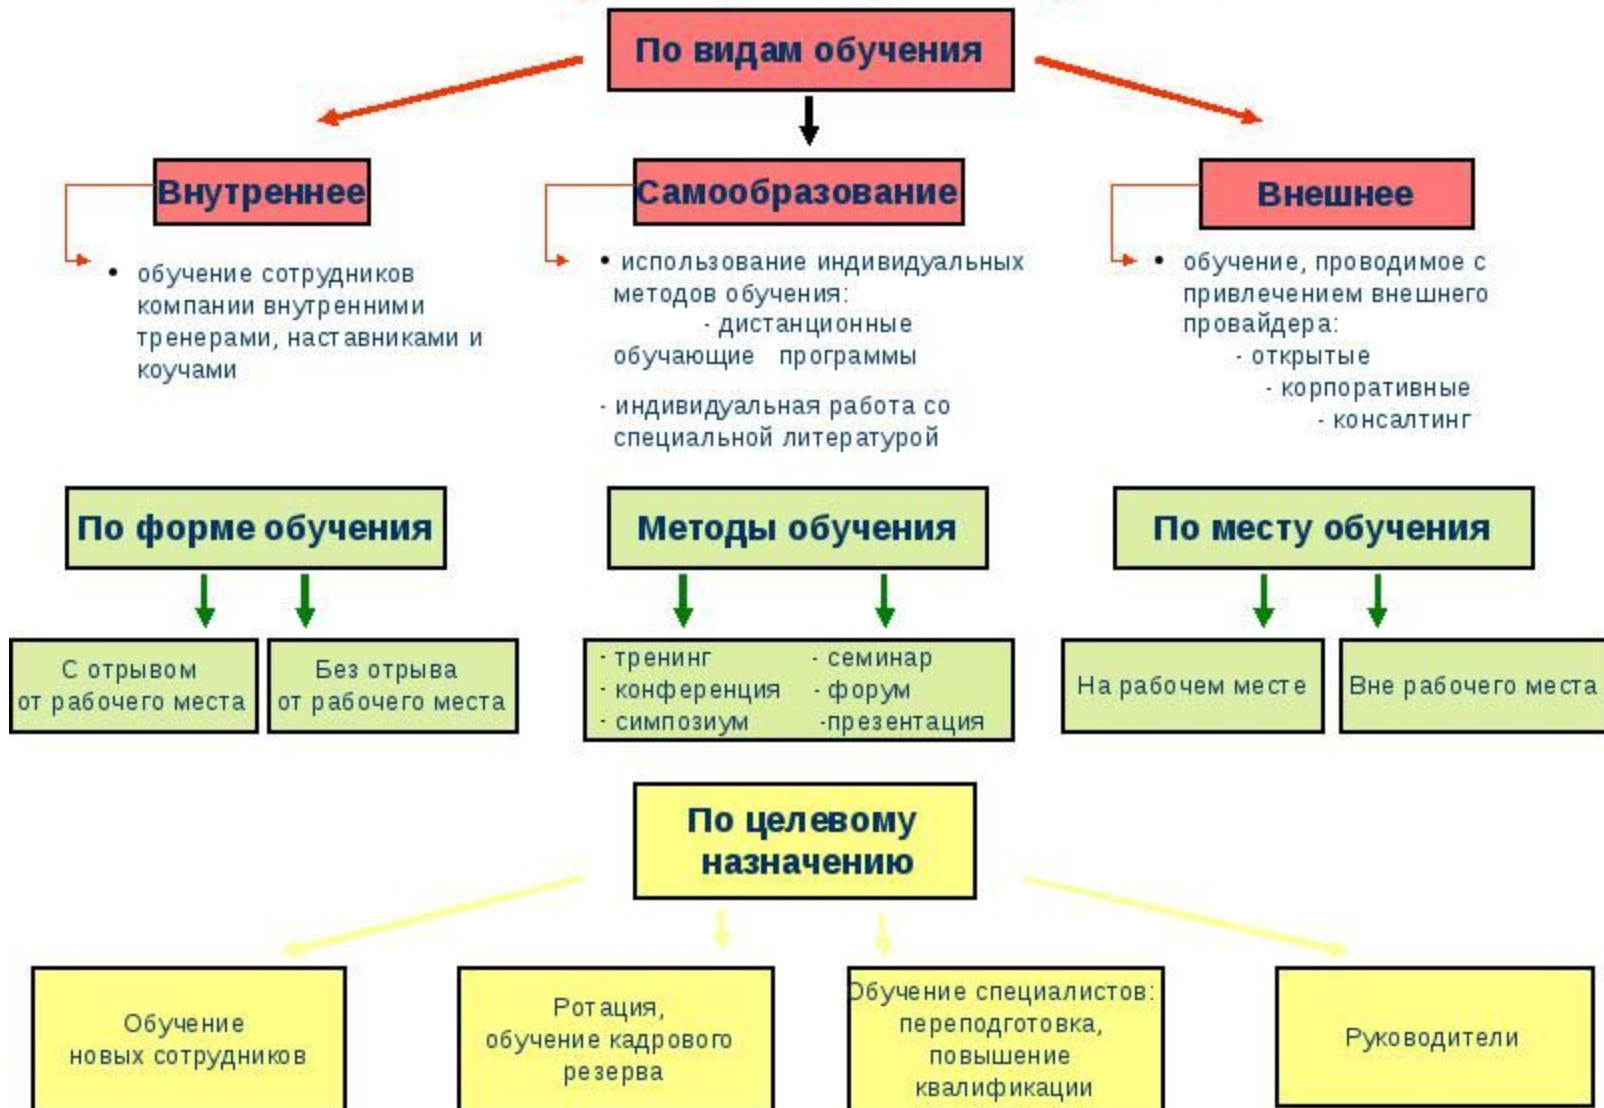 По видам обучения
Внутреннее
• обучение сотрудников
компании внутренними
тренерами, наставниками и
коучами
Самообразование
• использование индивидуальных
методов обучения:
- дистанционные
обучающие программы
- индивидуальная работа со
специальной литературой
Внешнее
• обучение, проводимое с
привлечением внешнего
провайдера:
- открытые
- корпоративные
- консалтинг
По форме обучения
С отрывом
от рабочего места
Без отрыва
от рабочего места
Методы обучения
- тренинг
- конференция
- симпозиум
- семинар
- форум
-презентация
По месту обучения
На рабочем месте
Вне рабочего места
По целевому
назначению
Обучение
новых сотрудников
Ротация,
обучение кадрового
резерва
Обучение специалистов:
переподготовка,
повышение
квалификации
Руководители